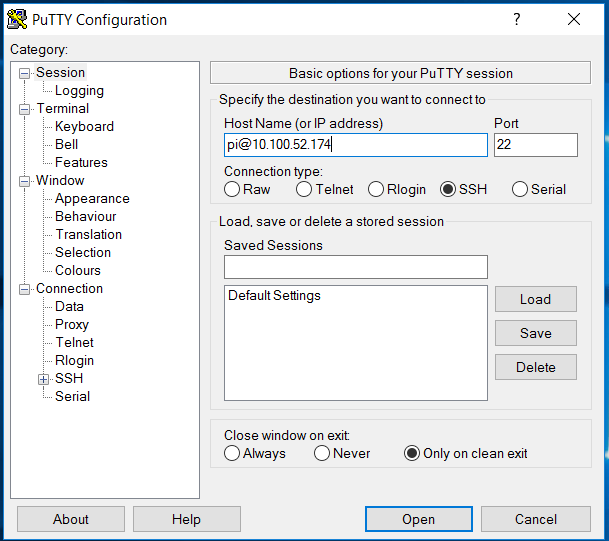 PuTTY Configuration
?
Category:
Session
Logging
Terminal
Keyboard
Bell
Features
Window
Appearance
Behaviour
Translation
Selection
Colours
Connection
Data
Proxy
Telnet
Rlogin
SSH
Serial
Basic options for your PuTTY session
Specify the destination you want to connect to
Host Name (or IP address) Port
pi@10.100.52.174 22
Connection type:
Raw Telnet Rlogin SSH Serial
Load, save or delete a stored session
Saved Sessions
Default Settings
Load
Save
Delete
Close window on exit:
Always Never Only on clean exit
About Help Open Cancel